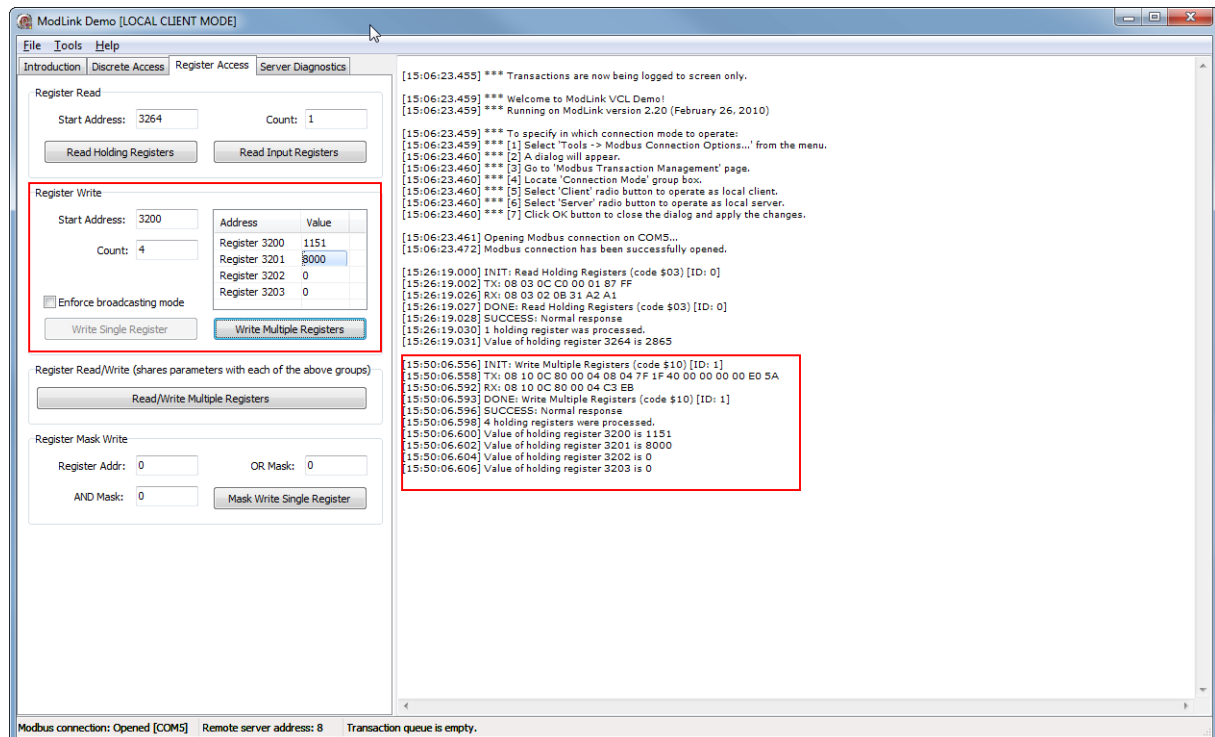 ModLink Demo [LOCAL CLIENT MODE]
File Tools Help
Introduction Discrete Access Register Access Server Diagnostics
Register Read
Start Address: 3264 Count: 1
Read Holding Registers Read Input Registers
Register Write
Start Address: 3200
Count: 4
Address Value
Register 3200 1151
Register 3201 8000
Register 3202 0
Register 3203 0
Enforce broadcasting mode
Write Single Register Write Multiple Registers
Register Read/Write (shares parameters with each of the above groups)
Read/Write Multiple Registers
Register Mask Write
Register Addr: 0 OR Mask: 0
AND Mask: 0 Mask Write Single Register
[15:06:23.455] *** Transactions are now being logged to screen only.
[15:06:23.459] *** Welcome to ModLink VCL Demo!
[15:06:23.459] *** Running on ModLink version 2.20 (February 26, 2010)
[15:06:23.459] *** To specify in which connection mode to operate:
[15:06:23.459] *** [1] Select 'Tools -> Modbus Connection Options...' from the menu.
[15:06:23.460] *** [2] A dialog will appear.
[15:06:23.460] *** [3] Go to 'Modbus Transaction Management' page.
[15:06:23.460] *** [4] Locate 'Connection Mode' group box.
[15:06:23.460] *** [5] Select 'Client' radio button to operate as local client.
[15:06:23.460] *** [6] Select 'Server' radio button to operate as local server.
[15:06:23.460] *** [7] Click OK button to close the dialog and apply the changes.
[15:06:23.461] Opening Modbus connection on COM5...
[15:06:23.472] Modbus connection has been successfully opened.
[15:26:19.000] INIT: Read Holding Registers (code $03) [ID: 0]
[15:26:19.002] TX: 08 03 0C C0 00 01 87 FF
[15:26:19.026] RX: 08 03 02 0B 31 A2 A1
[15:26:19.027] DONE: Read Holding Registers (code $03) [ID: 0]
[15:26:19.028] SUCCESS: Normal response
[15:26:19.030] 1 holding register was processed.
[15:26:19.031] Value of holding register 3264 is 2865
[15:50:06.556] INIT: Write Multiple Registers (code $10) [ID: 1]
[15:50:06.558] TX: 08 10 0C 80 00 04 08 04 7F 1F 40 00 00 00 00 E0 5A
[15:50:06.592] RX: 08 10 0C 80 00 04 C3 EB
[15:50:06.593] DONE: Write Multiple Registers (code $10) [ID: 1]
[15:50:06.596] SUCCESS: Normal response
[15:50:06.598] 4 holding registers were processed.
[15:50:06.600] Value of holding register 3200 is 1151
[15:50:06.602] Value of holding register 3201 is 8000
[15:50:06.604] Value of holding register 3202 is 0
[15:50:06.606] Value of holding register 3203 is 0
Modbus connection: Opened [COM5] Remote server address: 8 Transaction queue is empty.